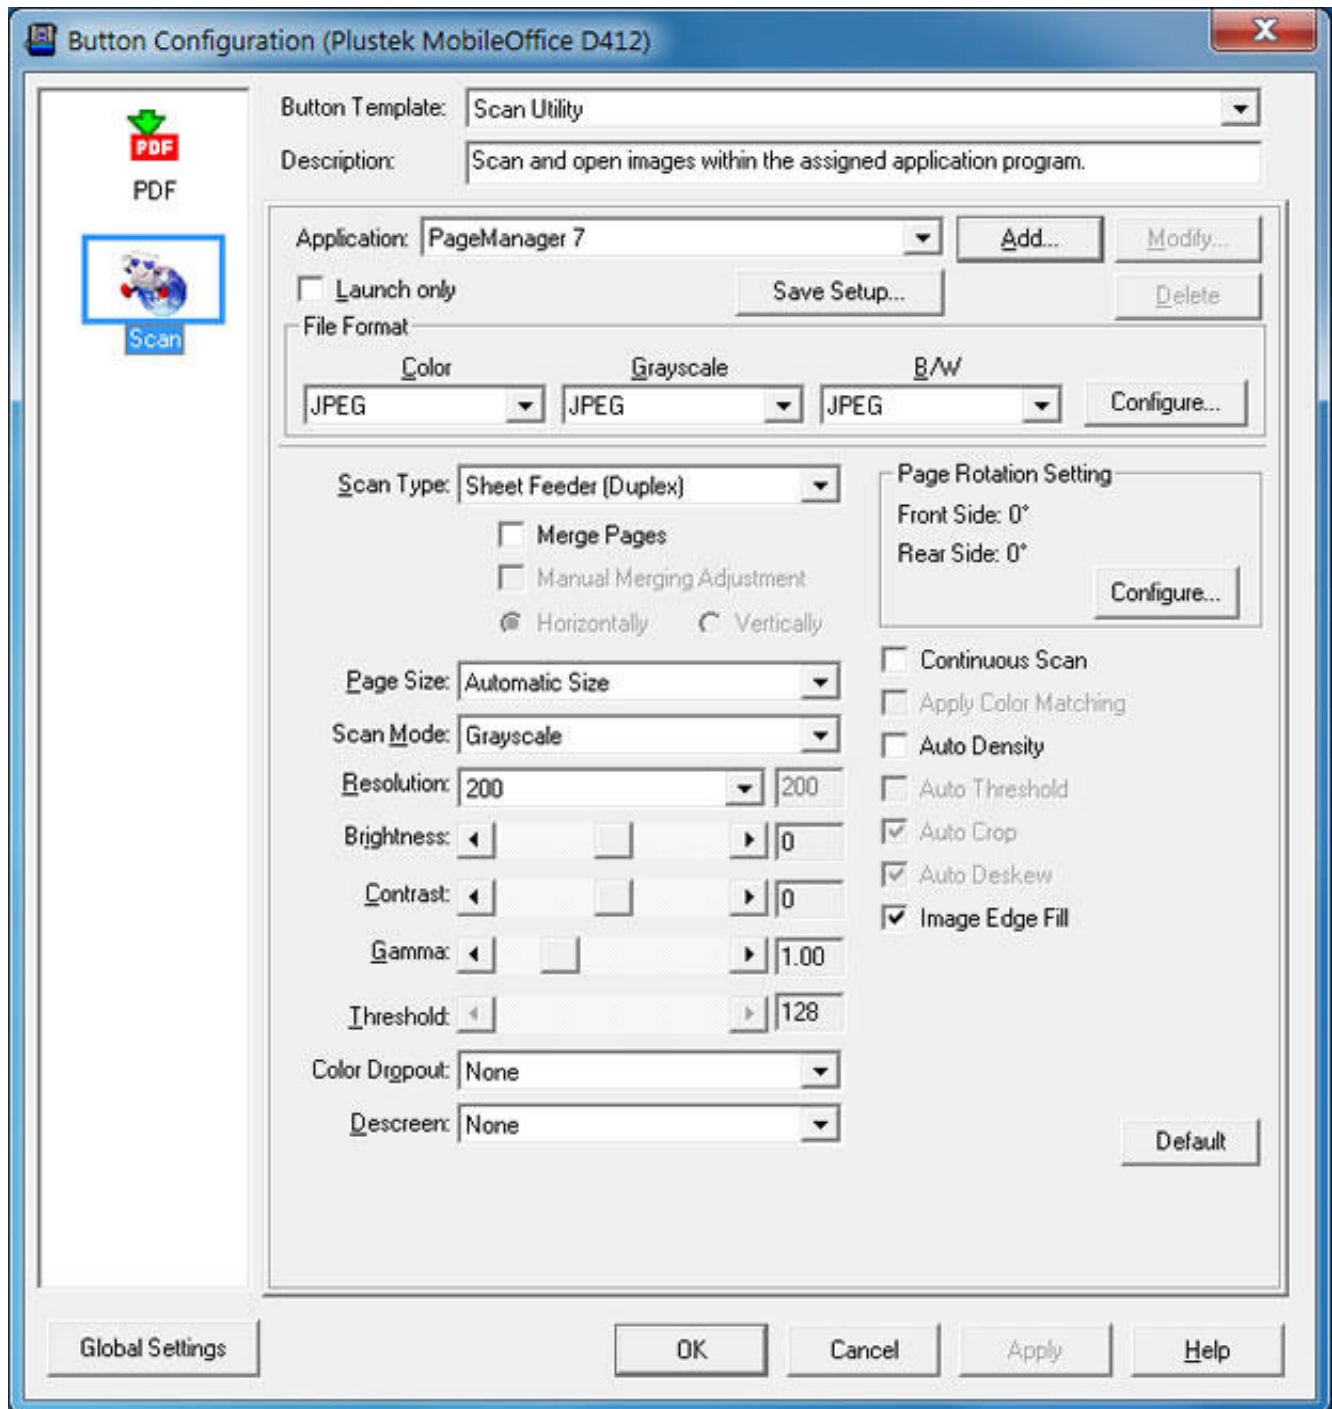 Button Configuration (Plustek MobileOffice D412)
PDF
PDF
Scan
Button Template: Scan Utility
Description: Scan and open images within the assigned application program.
Application: PageManager 7 Add... Modify...
Launch only Save Setup... Delete
File Format
Color Grayscale B/W
JPEG JPEG JPEG Configure...
Scan Type: Sheet Feeder (Duplex)
Merge Pages
Manual Merging Adjustment
Horizontally Vertically
Page Rotation Setting
Front Side: 0°
Rear Side: 0°
Configure...
Page Size: Automatic Size
Scan Mode: Grayscale
Resolution: 200 200
Brightness: 0
Contrast: 0
Gamma: 1.00
Threshold: 128
Color Dropout: None
Descreen: None
Continuous Scan
Apply Color Matching
Auto Density
Auto Threshold
Auto Crop
Auto Deskew
Image Edge Fill
Default
Global Settings OK Cancel Apply Help